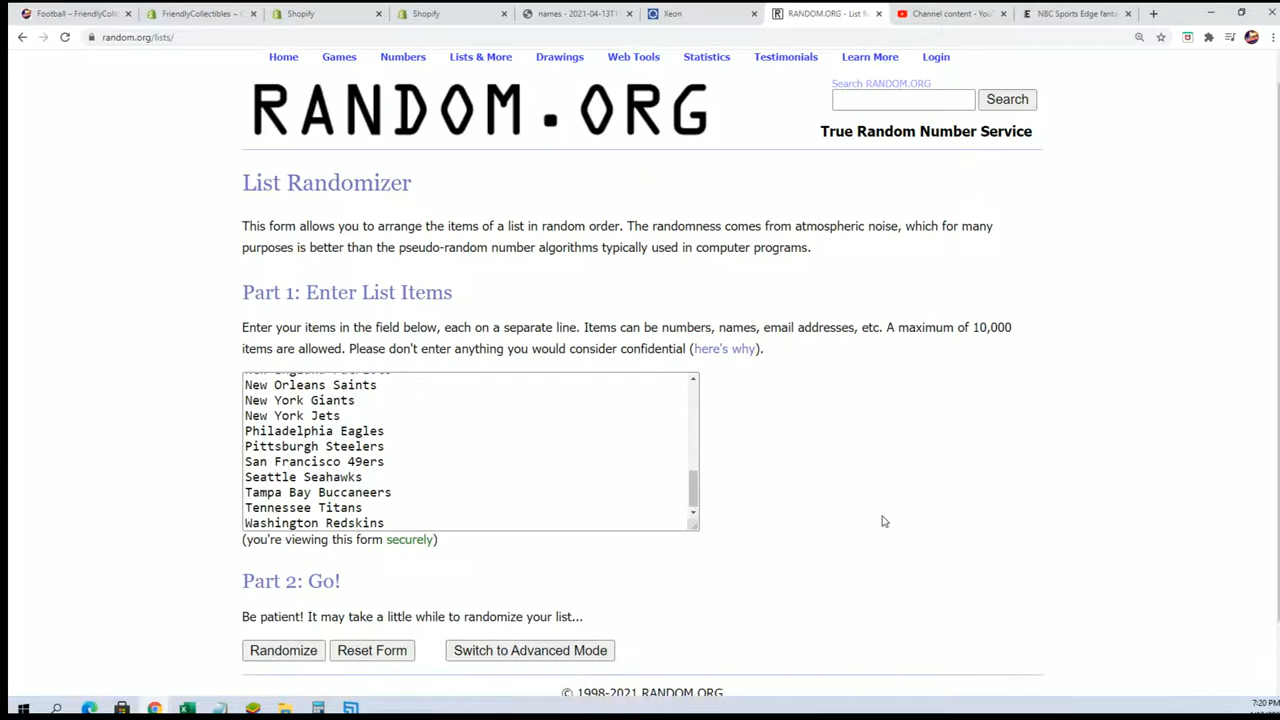 Football – FriendlyColl
FriendlyCollectibles ~ C
Shopify
Shopify
names - 2021-04-13T1
Xeon
RANDOM.ORG - List R
Channel content - You
NBC Sports Edge fanta
random.org/lists/
Home Games Numbers Lists & More Drawings Web Tools Statistics Testimonials Learn More Login
RANDOM.ORG
Search RANDOM.ORG
Search
True Random Number Service
List Randomizer
This form allows you to arrange the items of a list in random order. The randomness comes from atmospheric noise, which for many
purposes is better than the pseudo-random number algorithms typically used in computer programs.
Part 1: Enter List Items
Enter your items in the field below, each on a separate line. Items can be numbers, names, email addresses, etc. A maximum of 10,000
items are allowed. Please don't enter anything you would consider confidential (here's why).
New Orleans Saints
New York Giants
New York Jets
Philadelphia Eagles
Pittsburgh Steelers
San Francisco 49ers
Seattle Seahawks
Tampa Bay Buccaneers
Tennessee Titans
Washington Redskins
(you're viewing this form securely)
Part 2: Go!
Be patient! It may take a little while to randomize your list...
Randomize Reset Form Switch to Advanced Mode
© 1998-2021 RANDOM.ORG
7:20 PM